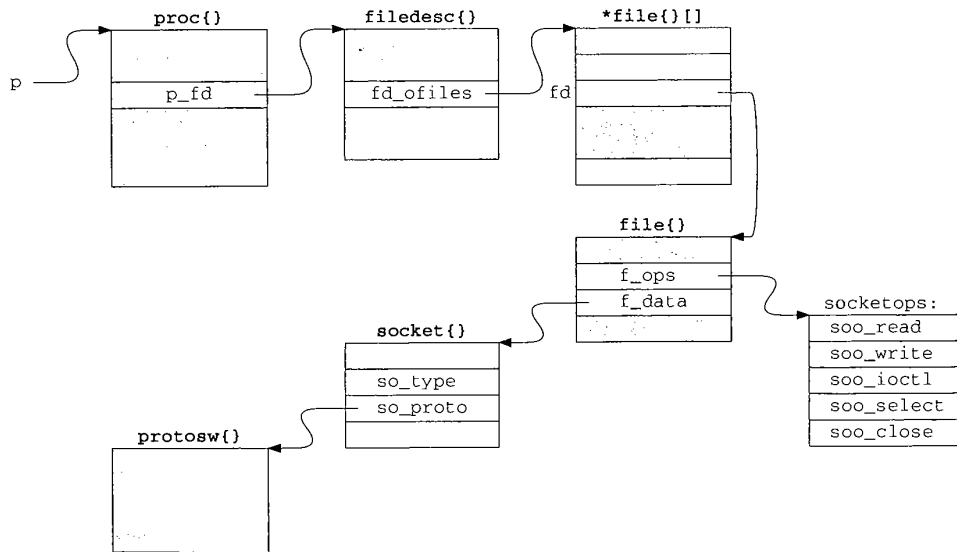 proc{}
filedesc{}
*file{}[]
p
p_fd
fd_ofiles
fd
file{}
f_ops
f_data
socketops:
soo_read
soo_write
soo_ioctl
soo_select
soo_close
socket{}
so_type
so_proto
protosw{}